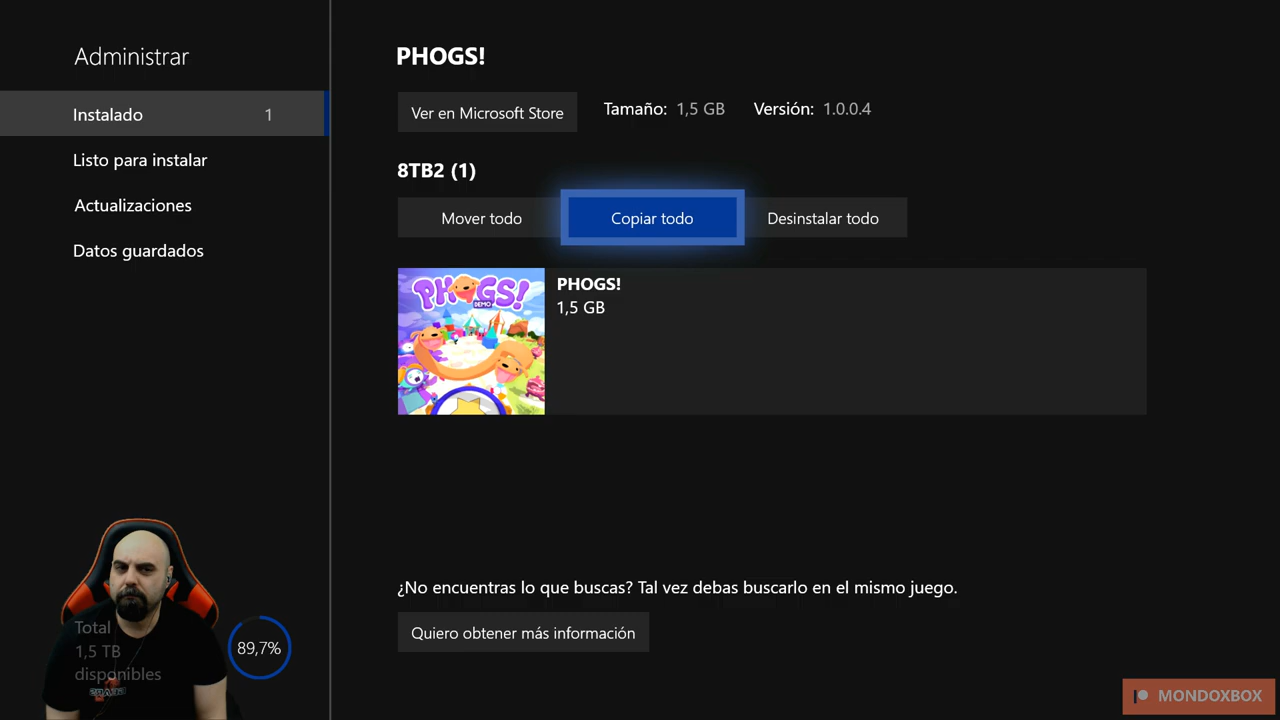 Administrar
Instalado 1
Listo para instalar
Actualizaciones
Datos guardados
Total
1,5 TB
disponibles
89,7%
PHOGS!
Ver en Microsoft Store
Tamaño: 1,5 GB
Versión: 1.0.0.4
8TB2 (1)
Mover todo
Copiar todo
Desinstalar todo
PHOGS!
DEMO
PHOGS!
1,5 GB
¿No encuentras lo que buscas? Tal vez debas buscarlo en el mismo juego.
Quiero obtener más información
MONDOXBOX